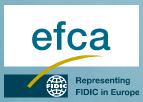 efca
FIDIC
Representing
FIDIC in Europe